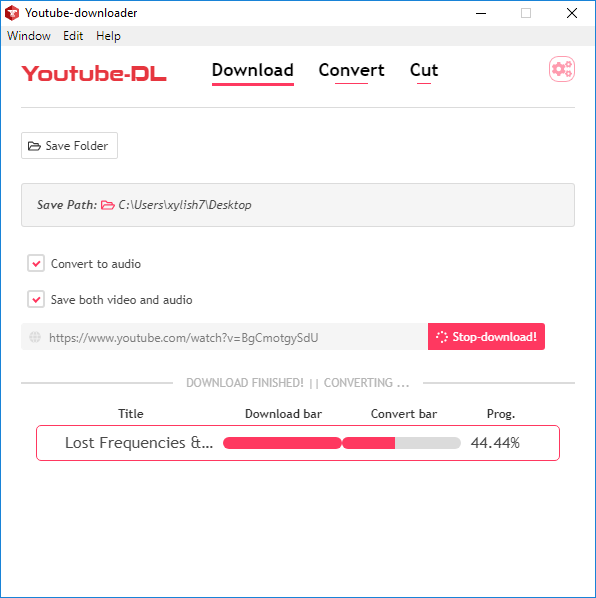 Youtube-downloader
Window Edit Help
Youtube-DL Download Convert Cut
Save Folder
Save Path: C:\Users\xylish7\Desktop
Convert to audio
Save both video and audio
https://www.youtube.com/watch?v=BgCmotgySdU Stop-download!
DOWNLOAD FINISHED! || CONVERTING ...
Title Download bar Convert bar Prog.
Lost Frequencies &... 44.44%